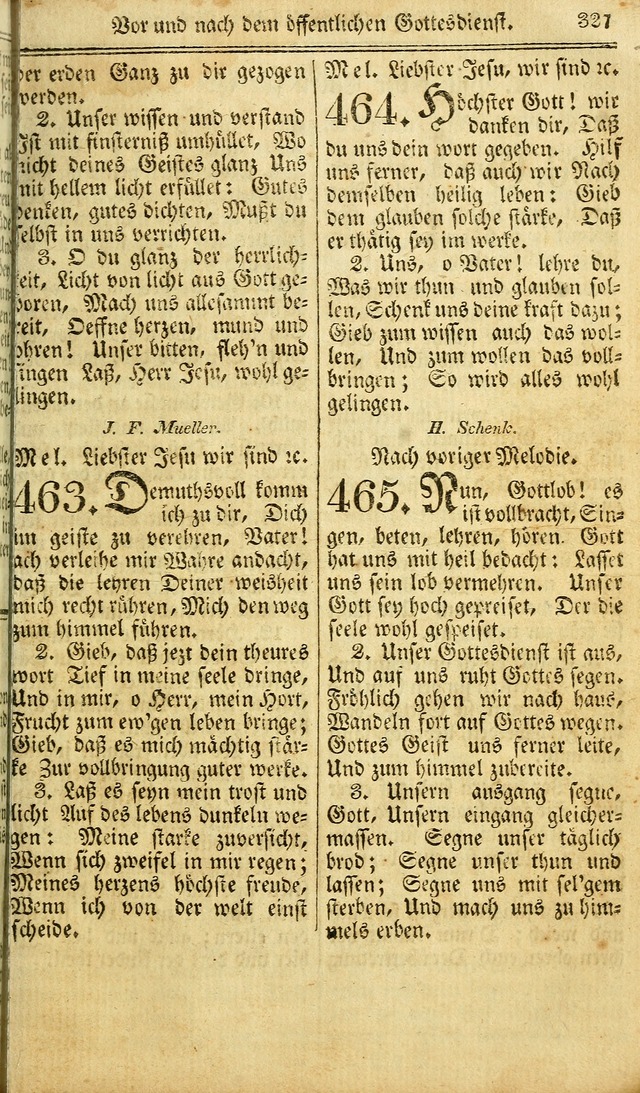 Vor und nach dem öffentlichen Gottesdienst. 327
der erden Ganz zu dir gezogen
werden.
2. Unser wissen und verstand
Ist mit finsterniß umhüllet, Wo
nicht deines Geistes glanz Uns
mit hellem licht erfüllet: Gutes
denken, gutes dichten, Mußt du
selbst in uns verrichten.
3. O du glanz der herrlich-
keit, Licht von licht aus Gott ge-
boren, Mach uns allesammt be-
reit, Oeffne herzen, mund und
ohren! Unser bitten, fleh'n und
singen Laß, Herr Jesu, wohl ge-
lingen.
J. F. Mueller.
Mel. Liebster Jesu wir sind ꝛc.
463. Demuthsvoll komm
ich zu dir, Dich
im geiste zu verehren, Vater!
ach verleihe mir Wahre andacht,
daß die lehren Deiner weisheit
mich recht rühren, Mich den weg
zum himmel führen.
2. Gieb, daß jezt dein theures
wort Tief in meine seele dringe,
Und in mir, o Herr, mein Hort,
Frucht zum ew'gen leben bringe;
Gieb, daß es mich mächtig stär-
ke Zur vollbringung guter werke.
3. Laß es seyn mein trost und
licht Auf des lebens dunkeln we-
gen: Meine starke zuversicht,
Wenn sich zweifel in mir regen;
Meines herzens höchste freude,
Wenn ich von der welt einst
scheide.
Mel. Liebster Jesu, wir sind ꝛc.
464. Höchster Gott! wir
danken dir, Daß
du uns dein wort gegeben. Hilf
uns ferner, daß auch wir Nach
demselben heilig leben: Gieb
dem glauben solche stärke, Daß
er thätig sey im werke.
2. Uns, o Vater! lehre du,
Was wir thun und glauben sol-
len, Schenk uns deine kraft dazu;
Gieb zum wissen auch das wol-
len, Und zum wollen das voll-
bringen; So wird alles wohl
gelingen.
H. Schenk.
Nach voriger Melodie.
465. Nun, Gottlob! es
ist vollbracht, Sin-
gen, beten, lehren, hören. Gott
hat uns mit heil bedacht: Lasset
uns sein lob vermehren. Unser
Gott sey hoch gepreiset, Der die
seele wohl gespeiset.
2. Unser Gottesdienst ist aus,
Und auf uns ruht Gottes segen.
Fröhlich gehen wir nach haus,
Wandeln fort auf Gottes wegen.
Gottes Geist uns ferner leite,
Und zum himmel zubereite.
3. Unsern ausgang segne,
Gott, Unsern eingang gleicher-
massen. Segne unser täglich
brod; Segne unser thun und
lassen; Segne uns mit sel'gem
sterben, Und mach uns zu him-
mels erben.